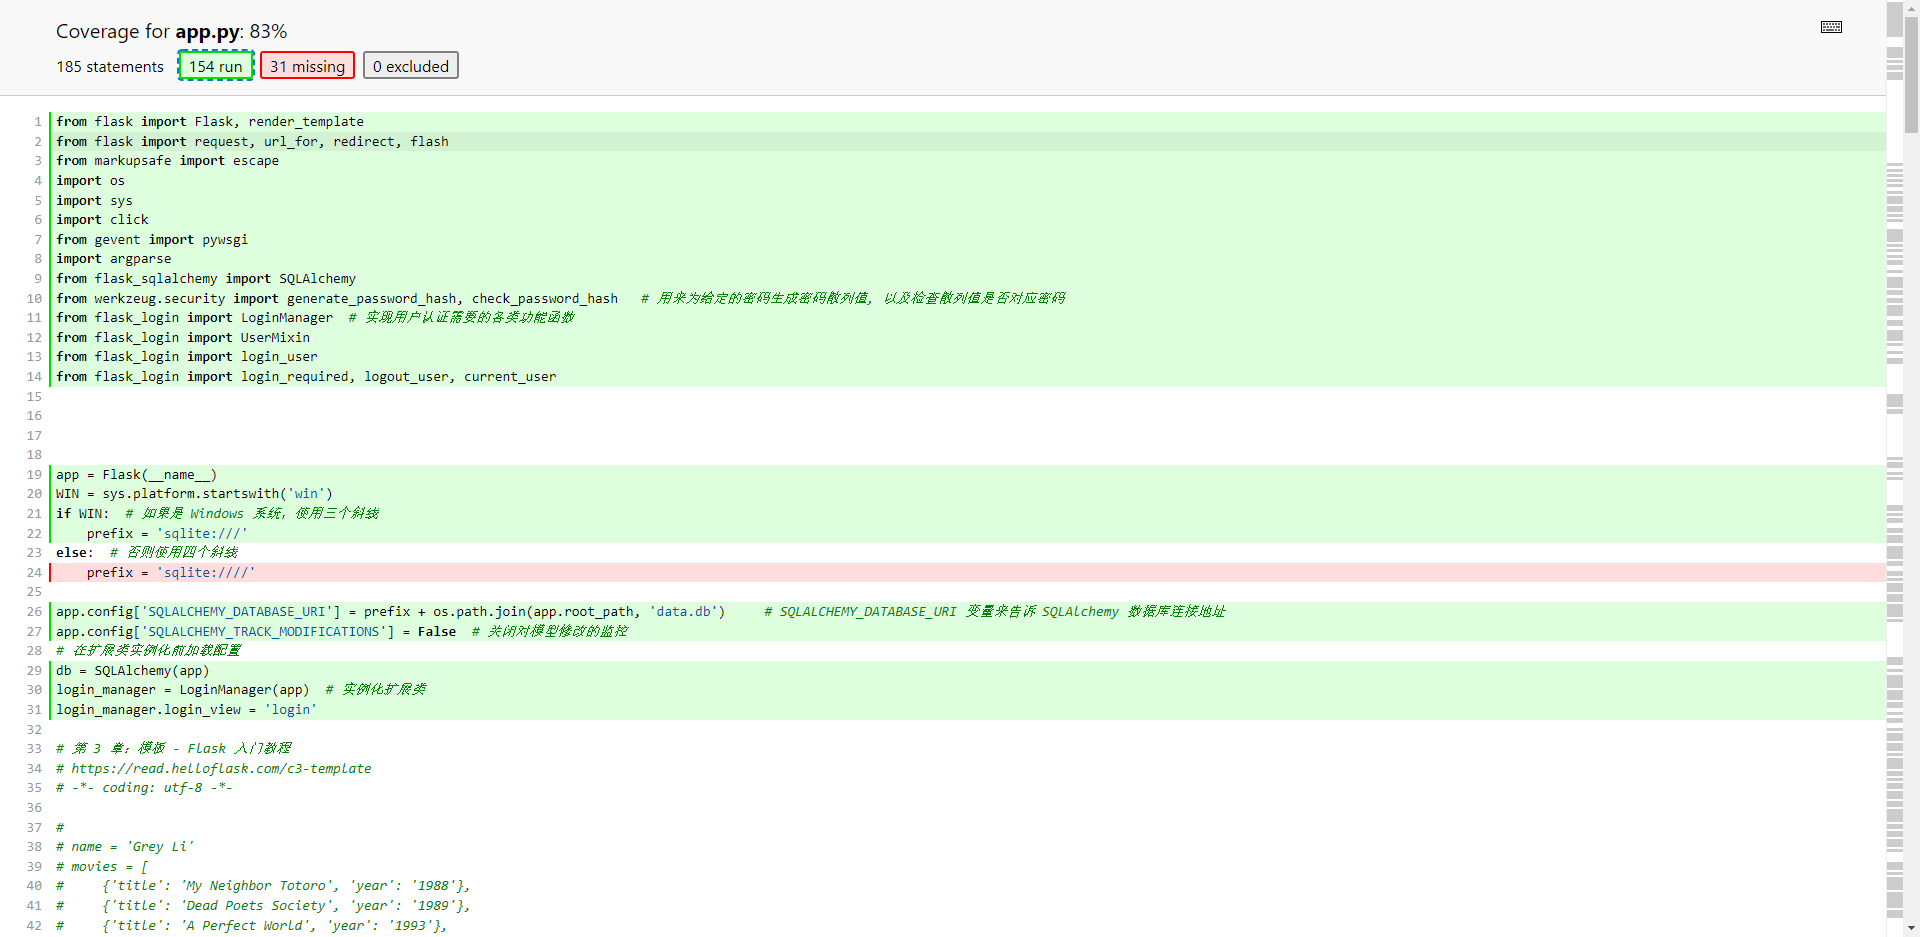 Coverage for app.py: 83%
185 statements 154 run 31 missing 0 excluded
1 from flask import Flask, render_template
2 from flask import request, url_for, redirect, flash
3 from markupsafe import escape
4 import os
5 import sys
6 import click
7 from gevent import pywsgi
8 import argparse
9 from flask_sqlalchemy import SQLAlchemy
10 from werkzeug.security import generate_password_hash, check_password_hash   # 用来为给定的密码生成密码散列值, 以及检查散列值是否对应密码
11 from flask_login import LoginManager  # 实现用户认证需要的各类功能函数
12 from flask_login import UserMixin
13 from flask_login import login_user
14 from flask_login import login_required, logout_user, current_user
15
16
17
18
19 app = Flask(__name__)
20 WIN = sys.platform.startswith('win')
21 if WIN:  # 如果是 Windows 系统，使用三个斜线
22     prefix = 'sqlite:///'
23 else:  # 否则使用四个斜线
24     prefix = 'sqlite:////'
25
26 app.config['SQLALCHEMY_DATABASE_URI'] = prefix + os.path.join(app.root_path, 'data.db')     # SQLALCHEMY_DATABASE_URI 变量来告诉 SQLAlchemy 数据库连接地址
27 app.config['SQLALCHEMY_TRACK_MODIFICATIONS'] = False  # 关闭对模型修改的监控
28 # 在扩展类实例化前加载配置
29 db = SQLAlchemy(app)
30 login_manager = LoginManager(app)  # 实例化扩展类
31 login_manager.login_view = 'login'
32
33 # 第 3 章：模板 - Flask 入门教程
34 # https://read.helloflask.com/c3-template
35 # -*- coding: utf-8 -*-
36
37 #
38 # name = 'Grey Li'
39 # movies = [
40 #     {'title': 'My Neighbor Totoro', 'year': '1988'},
41 #     {'title': 'Dead Poets Society', 'year': '1989'},
42 #     {'title': 'A Perfect World', 'year': '1993'},